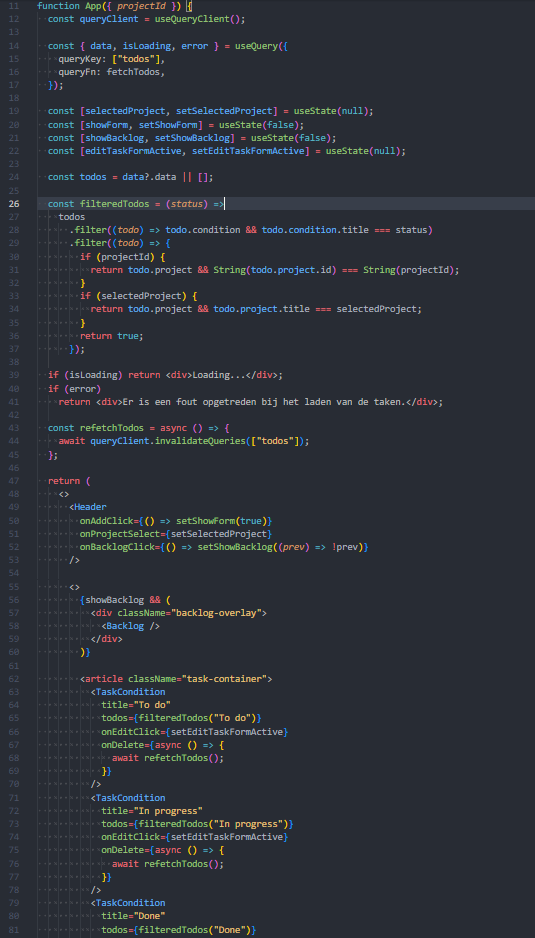 11 function App({ projectId }) {
12   const queryClient = useQueryClient();
13
14   const { data, isLoading, error } = useQuery({
15     queryKey: ["todos"],
16     queryFn: fetchTodos,
17   });
18
19   const [selectedProject, setSelectedProject] = useState(null);
20   const [showForm, setShowForm] = useState(false);
21   const [showBacklog, setShowBacklog] = useState(false);
22   const [editTaskFormActive, setEditTaskFormActive] = useState(null);
23
24   const todos = data?.data || [];
25
26   const filteredTodos = (status) =>
27     todos
28       .filter((todo) => todo.condition && todo.condition.title === status)
29       .filter((todo) => {
30         if (projectId) {
31           return todo.project && String(todo.project.id) === String(projectId);
32         }
33         if (selectedProject) {
34           return todo.project && todo.project.title === selectedProject;
35         }
36         return true;
37       });
38
39   if (isLoading) return <div>Loading...</div>;
40   if (error)
41     return <div>Er is een fout opgetreden bij het laden van de taken.</div>;
42
43   const refetchTodos = async () => {
44     await queryClient.invalidateQueries(["todos"]);
45   };
46
47   return (
48     <>
49       <Header
50         onAddClick={() => setShowForm(true)}
51         onProjectSelect={setSelectedProject}
52         onBacklogClick={() => setShowBacklog((prev) => !prev)}
53       />
54
55       <>
56         {showBacklog && (
57           <div className="backlog-overlay">
58             <Backlog />
59           </div>
60         )}
61
62         <article className="task-container">
63           <TaskCondition
64             title="To do"
65             todos={filteredTodos("To do")}
66             onEditClick={setEditTaskFormActive}
67             onDelete={async () => {
68               await refetchTodos();
69             }}
70           />
71           <TaskCondition
72             title="In progress"
73             todos={filteredTodos("In progress")}
74             onEditClick={setEditTaskFormActive}
75             onDelete={async () => {
76               await refetchTodos();
77             }}
78           />
79           <TaskCondition
80             title="Done"
81             todos={filteredTodos("Done")}